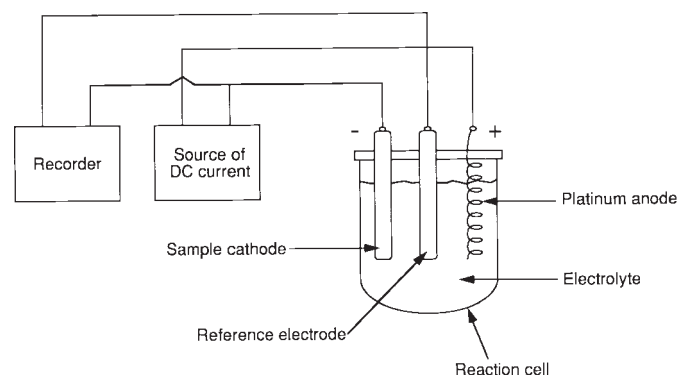 - +
Recorder
Source of
DC current
Platinum anode
Sample cathode
Electrolyte
Reference electrode
Reaction cell